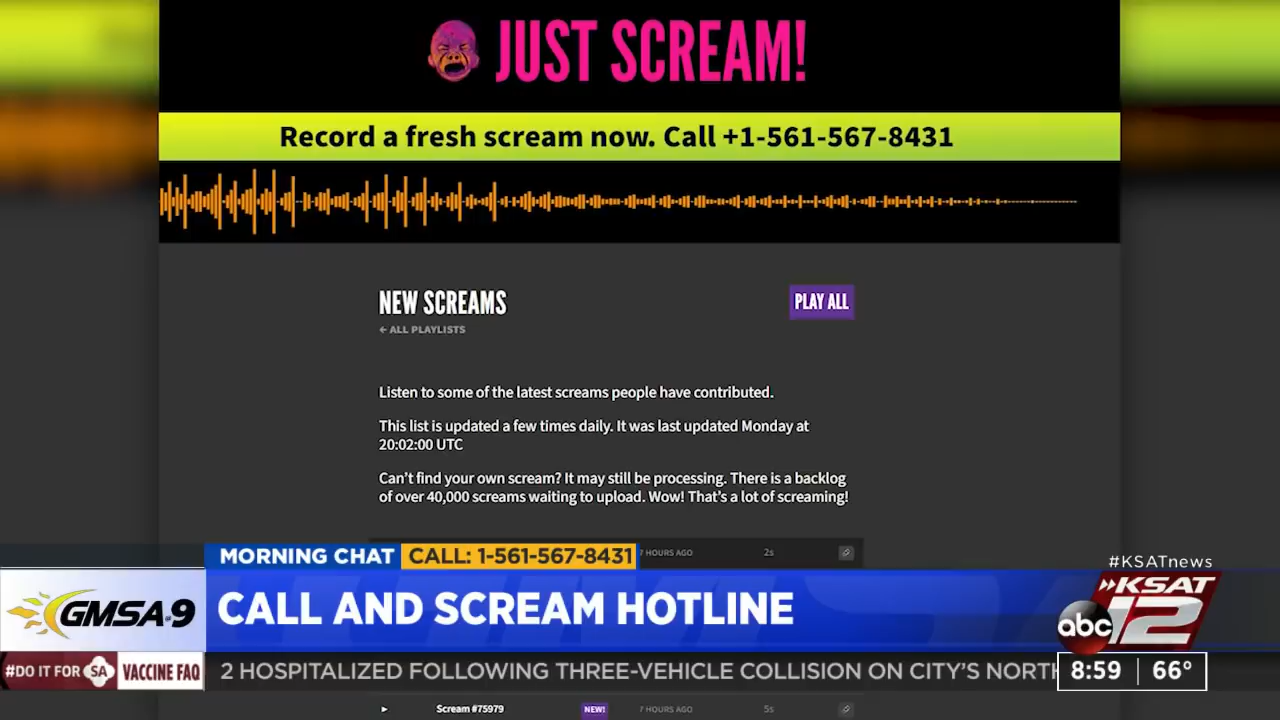 JUST SCREAM!
Record a fresh scream now. Call +1-561-567-8431
NEW SCREAMS
PLAY ALL
← ALL PLAYLISTS
Listen to some of the latest screams people have contributed.
This list is updated a few times daily. It was last updated Monday at
20:02:00 UTC
Can't find your own scream? It may still be processing. There is a backlog
of over 40,000 screams waiting to upload. Wow! That's a lot of screaming!
7 HOURS AGO 2s
MORNING CHAT CALL: 1-561-567-8431
#KSATnews
GMSA@9
CALL AND SCREAM HOTLINE
KSAT
abc 12
#DO IT FOR SA VACCINE FAQ
2 HOSPITALIZED FOLLOWING THREE-VEHICLE COLLISION ON CITY'S NORTH
8:59 66°
Scream #75979 NEW! 7 HOURS AGO 5s